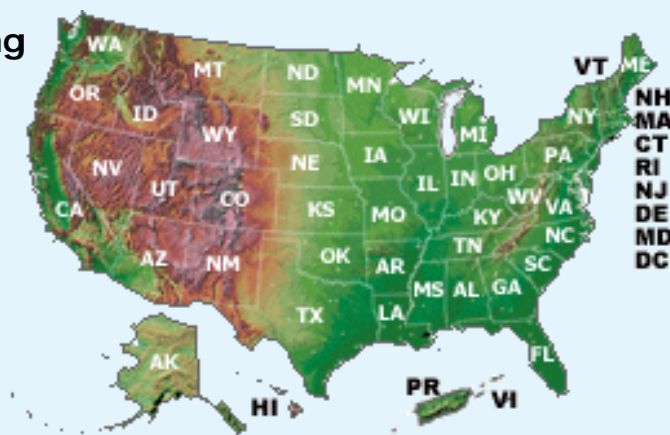 ng
WA
MT
ND
MN
VT
ME
OR
ID
SD
WI
MI
NY
NH
MA
WY
CT
NV
NE
IA
PA
RI
UT
CO
IL
IN
OH
NJ
CA
KS
MO
KY
WV
VA
DE
NC
MD
AZ
NM
OK
AR
TN
SC
DC
TX
LA
MS
AL
GA
AK
FL
HI
PR
VI